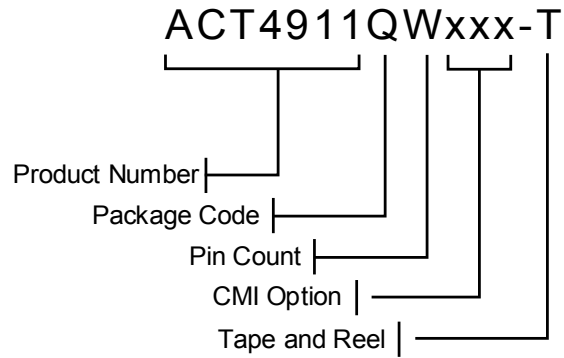 ACT4911QWxxx-T
Product Number
Package Code
Pin Count
CMI Option
Tape and Reel